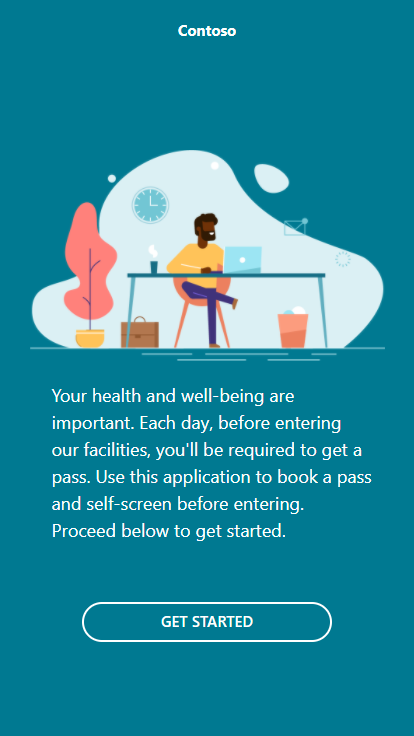 Contoso
Your health and well-being are
important. Each day, before entering
our facilities, you'll be required to get a
pass. Use this application to book a pass
and self-screen before entering.
Proceed below to get started.
GET STARTED